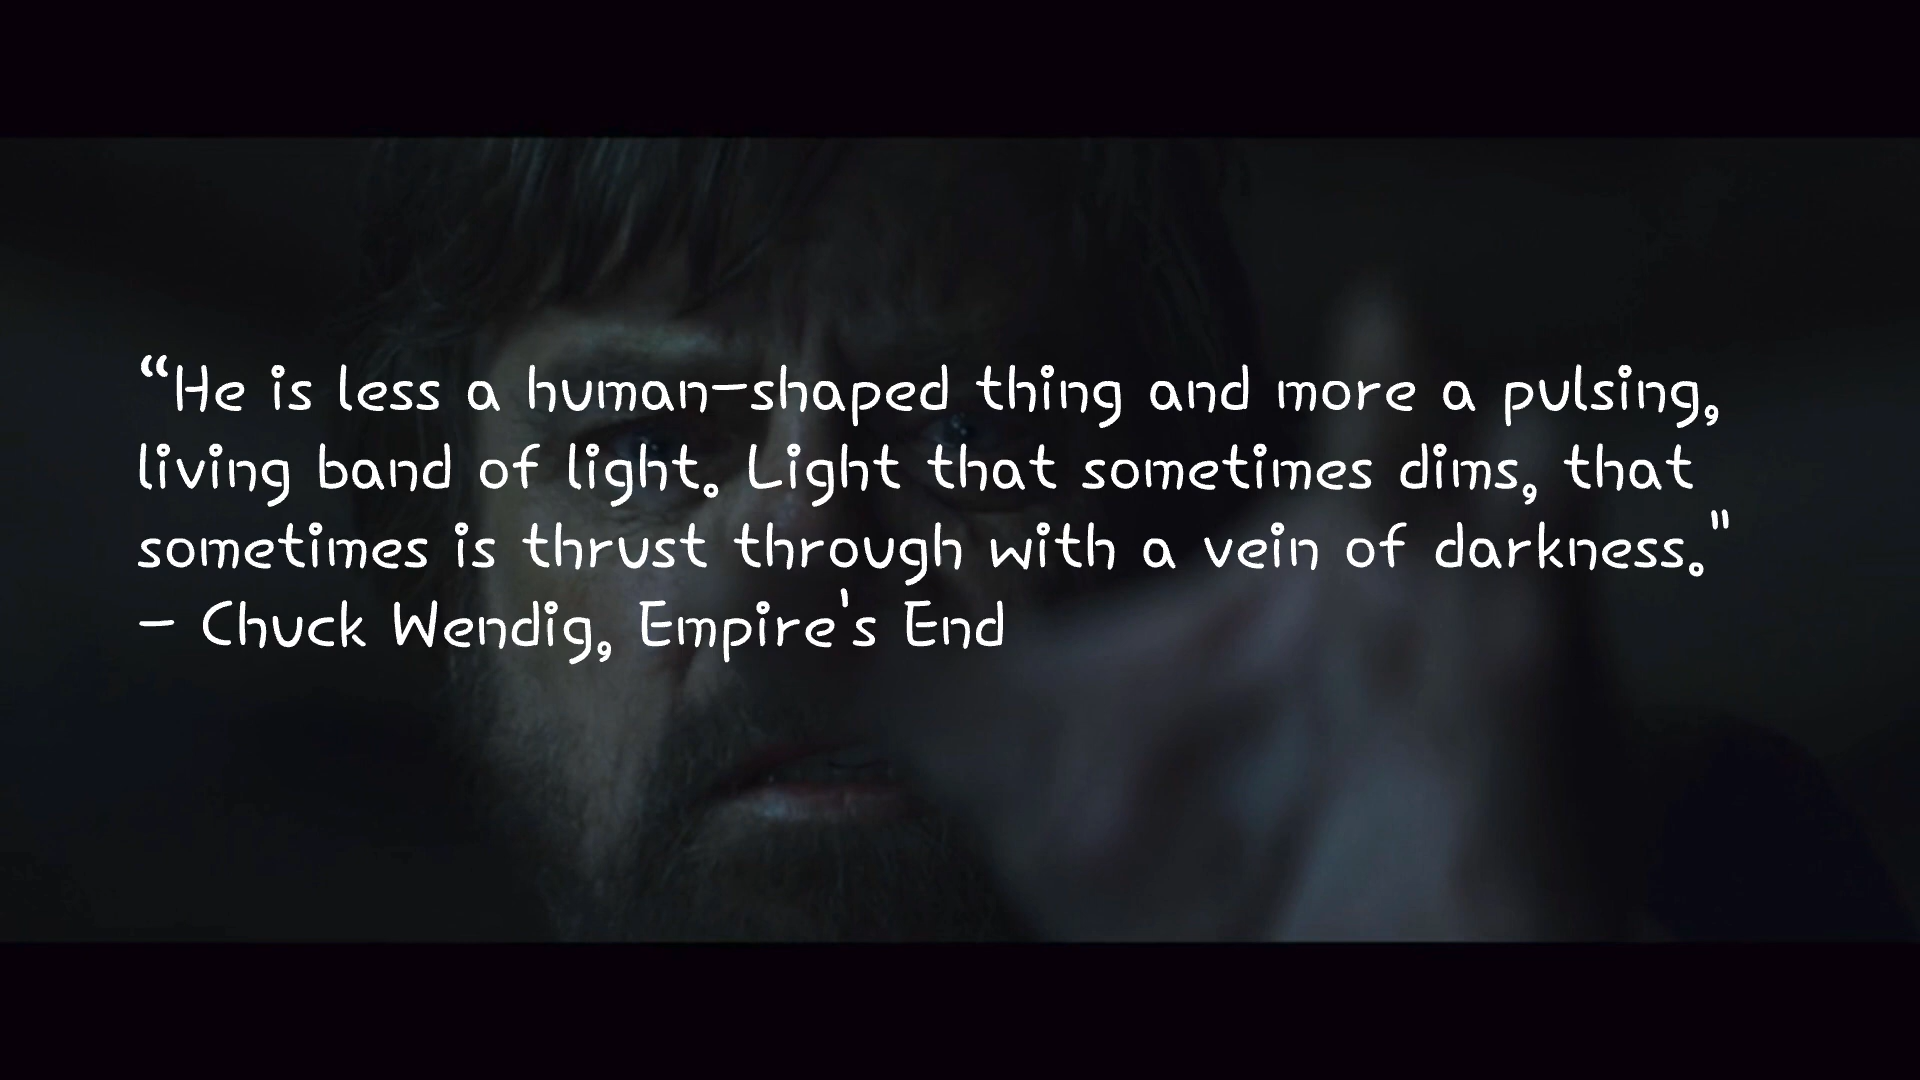 “He is less a human-shaped thing and more a pulsing,
living band of light. Light that sometimes dims, that
sometimes is thrust through with a vein of darkness."
- Chuck Wendig, Empire's End